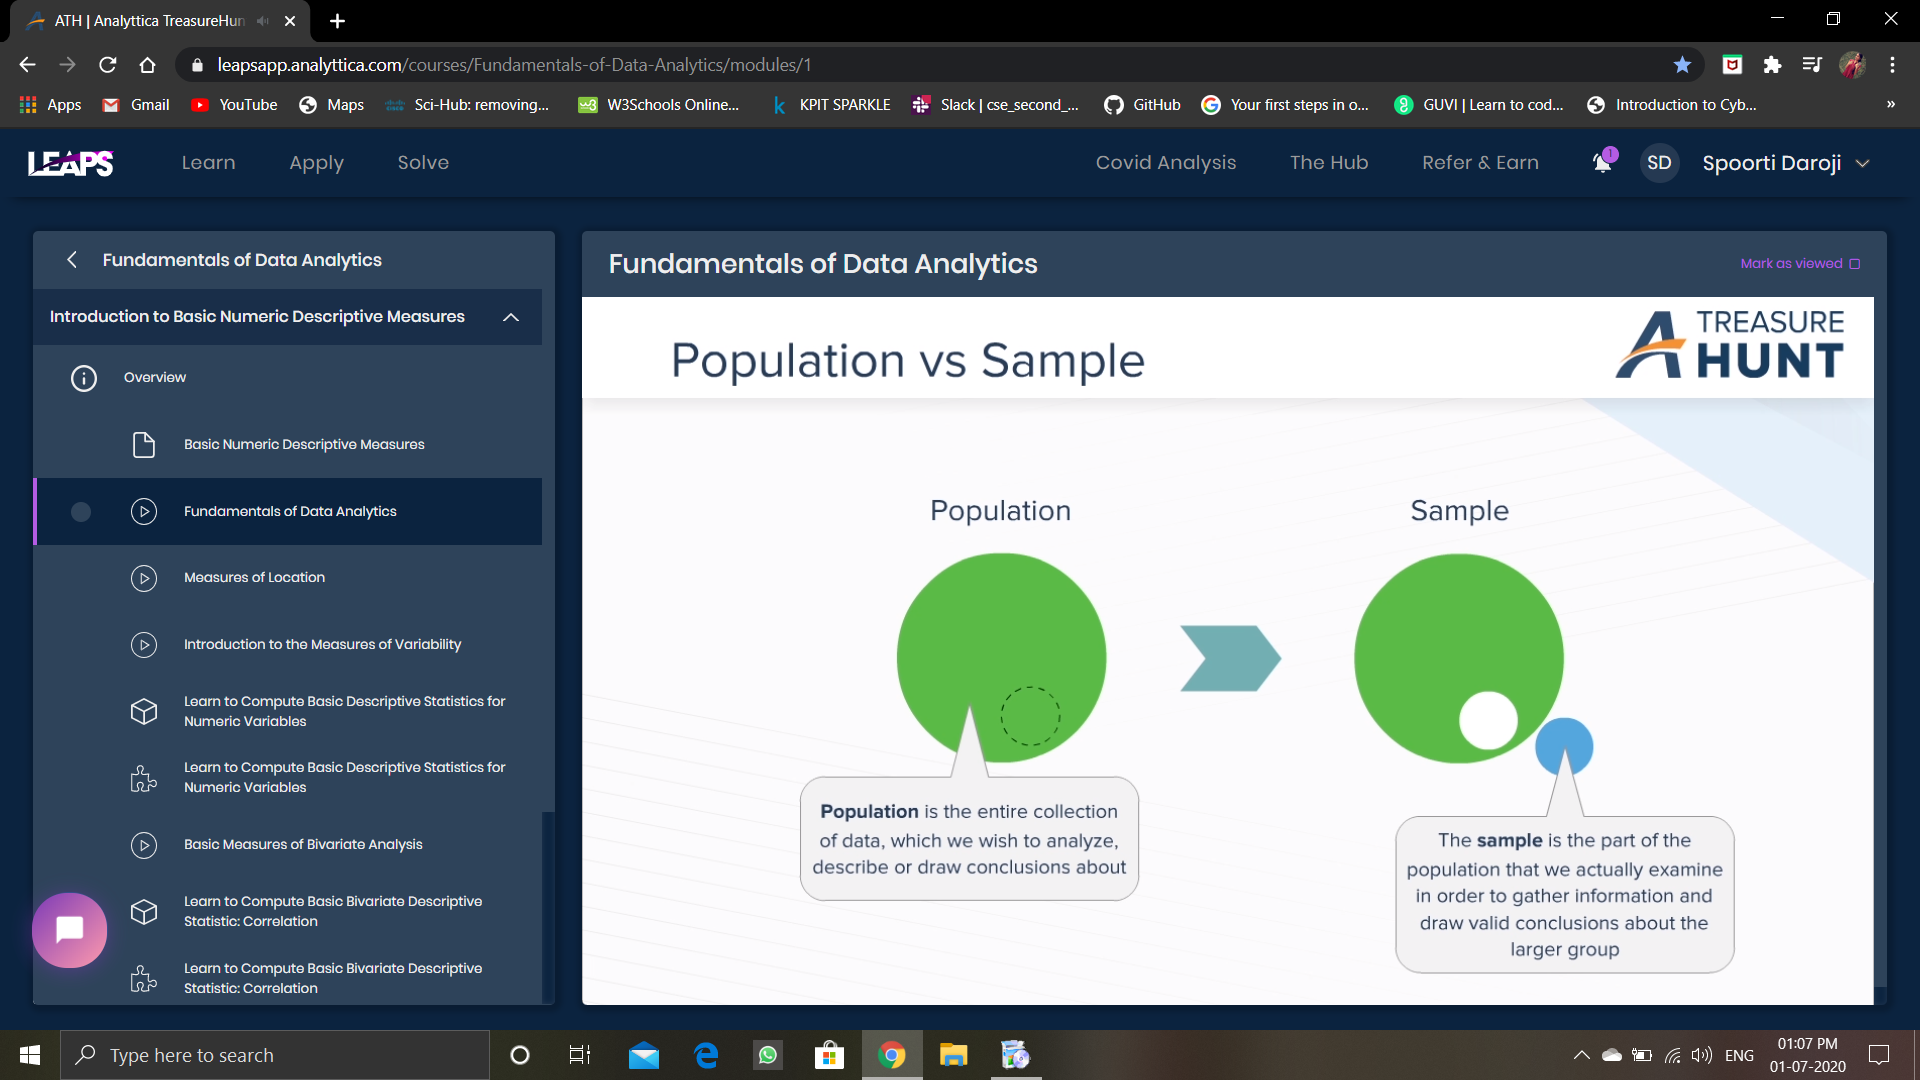 ATH | Analyttica TreasureHun
leapsapp.analyttica.com/courses/Fundamentals-of-Data-Analytics/modules/1
Apps Gmail YouTube Maps Sci-Hub: removing... W3Schools Online... KPIT SPARKLE Slack | cse_second_... GitHub Your first steps in o... GUVI | Learn to cod... Introduction to Cyb... »
LEAPS Learn Apply Solve Covid Analysis The Hub Refer & Earn 1 SD Spoorti Daroji
Fundamentals of Data Analytics
Introduction to Basic Numeric Descriptive Measures
Overview
Basic Numeric Descriptive Measures
Fundamentals of Data Analytics
Measures of Location
Introduction to the Measures of Variability
Learn to Compute Basic Descriptive Statistics for
Numeric Variables
Learn to Compute Basic Descriptive Statistics for
Numeric Variables
Basic Measures of Bivariate Analysis
Learn to Compute Basic Bivariate Descriptive
Statistic: Correlation
Learn to Compute Basic Bivariate Descriptive
Statistic: Correlation
Fundamentals of Data Analytics
Mark as viewed
Population vs Sample
TREASURE
HUNT
Population
Sample
Population is the entire collection
of data, which we wish to analyze,
describe or draw conclusions about
The sample is the part of the
population that we actually examine
in order to gather information and
draw valid conclusions about the
larger group
Type here to search
ENG
01:07 PM
01-07-2020